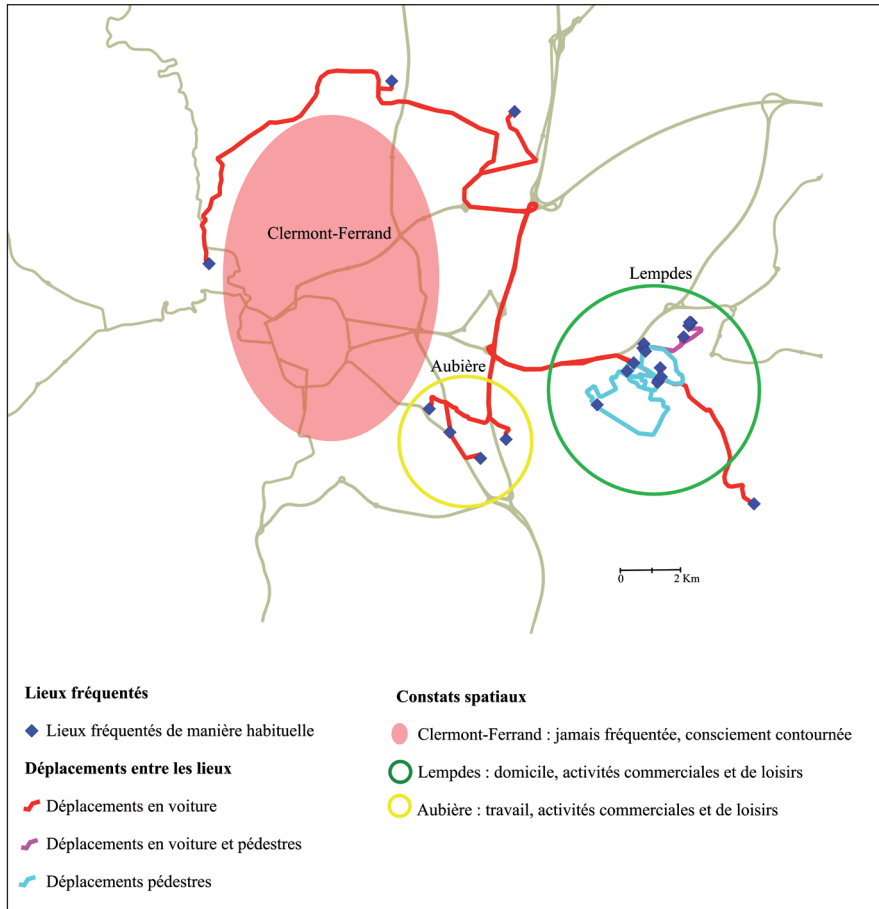 Clermont-Ferrand
Lempdes
Aubière
0
2 Km
Lieux fréquentés
Lieux fréquentés de manière habituelle
Déplacements entre les lieux
Déplacements en voiture
Déplacements en voiture et pédestres
Déplacements pédestres
Constats spatiaux
Clermont-Ferrand : jamais fréquentée, consciement contournée
Lempdes : domicile, activités commerciales et de loisirs
Aubière : travail, activités commerciales et de loisirs